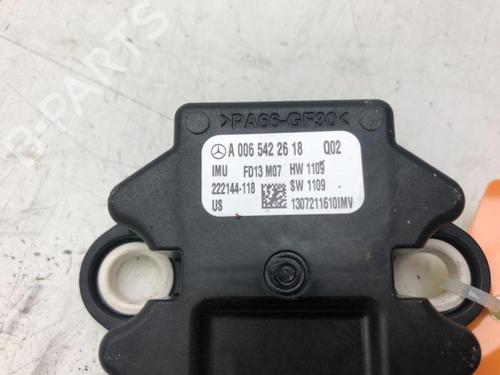 >PA66-GF30<
A 006 542 26 18 Q02
IMU FD13 M07 HW 1109
222144-118 SW 1109
US 1307211610IMV
B-PARTS